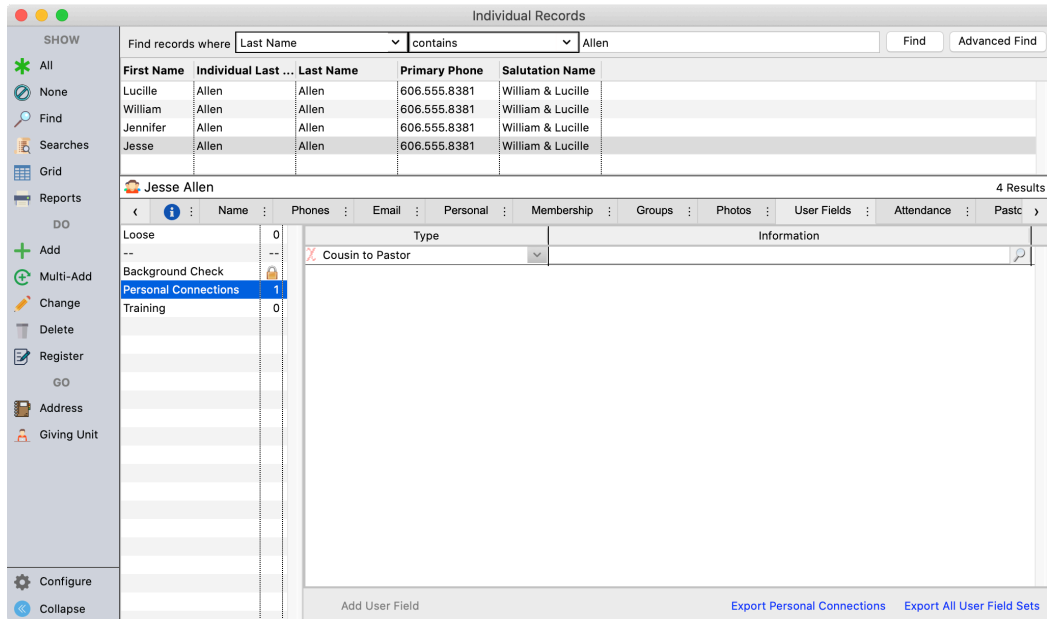 Individual Records
SHOW
All
None
Find
Searches
Grid
Reports
DO
Add
Multi-Add
Change
Delete
Register
GO
Address
Giving Unit
Configure
Collapse
Find records where Last Name contains Allen Find Advanced Find
First Name Individual Last ... Last Name Primary Phone Salutation Name
Lucille Allen Allen 606.555.8381 William & Lucille
William Allen Allen 606.555.8381 William & Lucille
Jennifer Allen Allen 606.555.8381 William & Lucille
Jesse Allen Allen 606.555.8381 William & Lucille
Jesse Allen 4 Results
Name Phones Email Personal Membership Groups Photos User Fields Attendance Pastc
Loose 0
-- --
Background Check
Personal Connections 1
Training 0
Type Information
Cousin to Pastor
Add User Field Export Personal Connections Export All User Field Sets